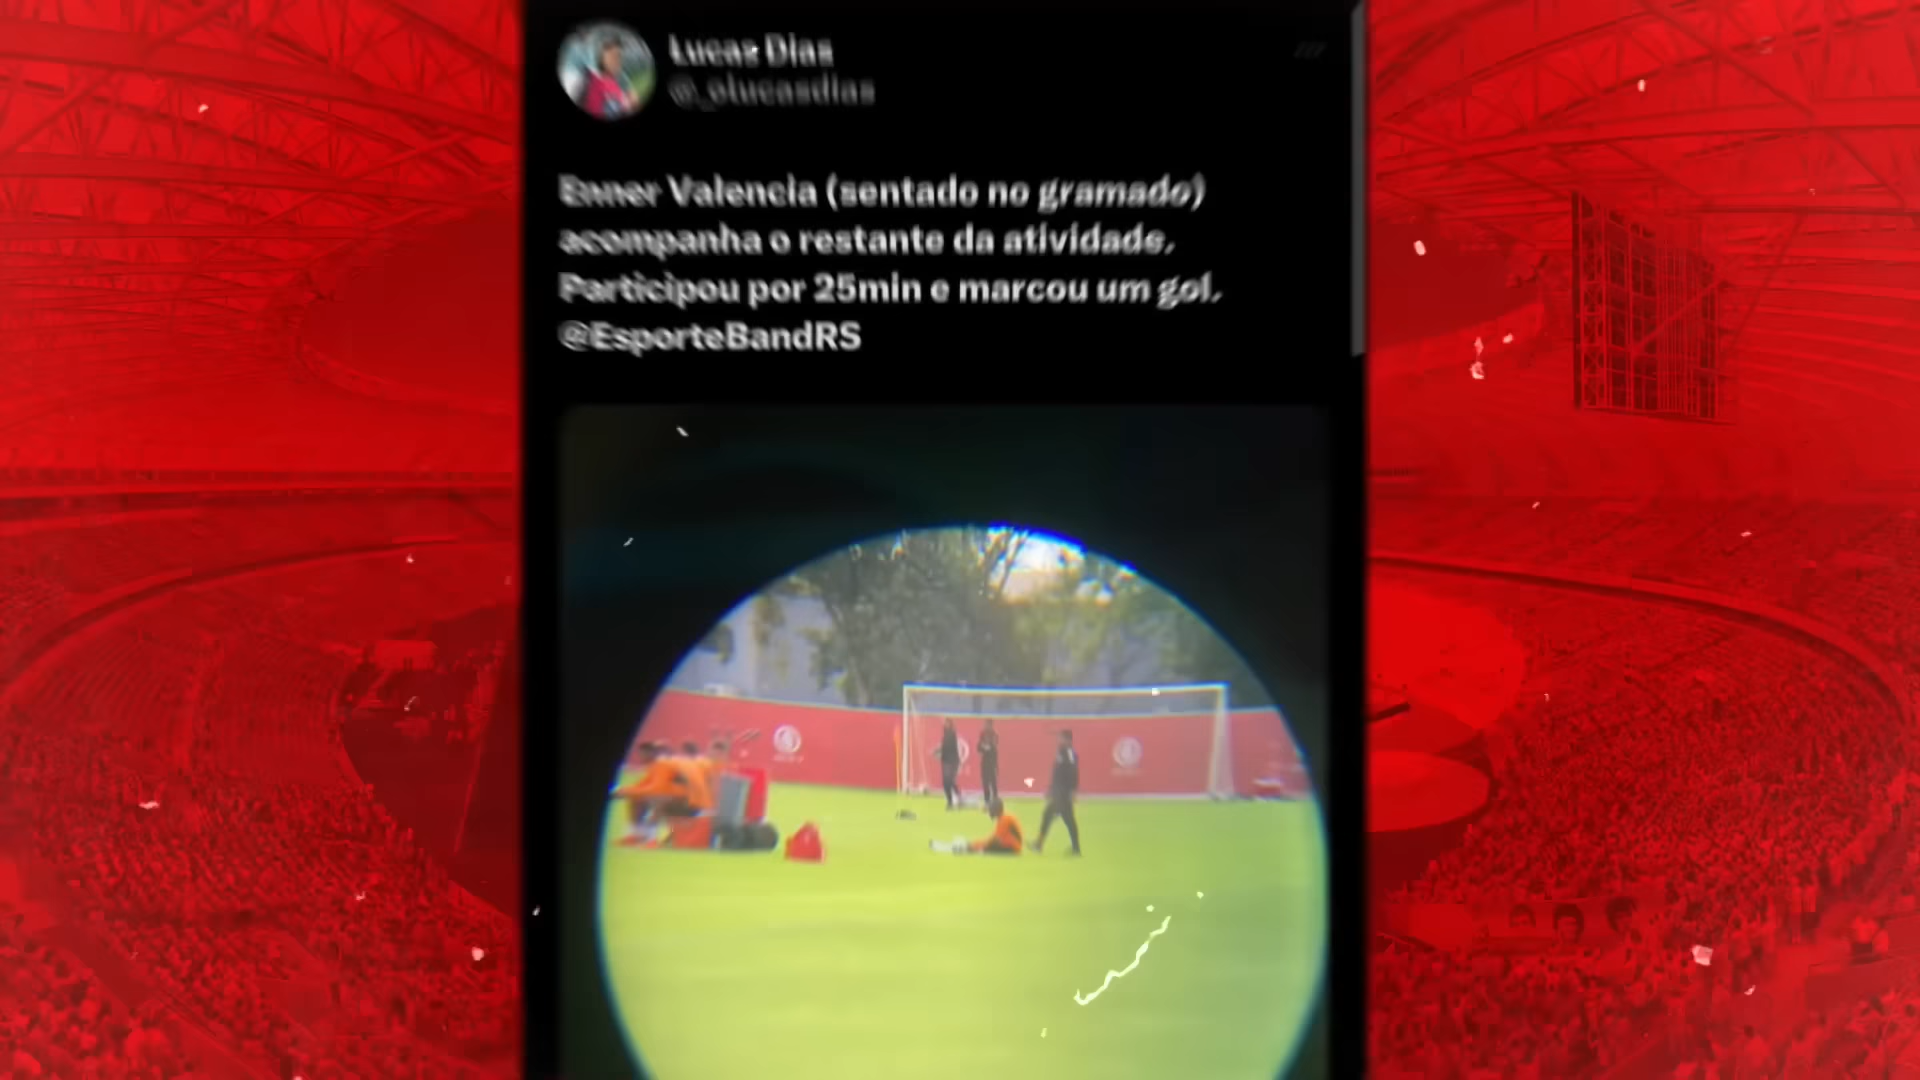 Lucas Dias
@_olucasdias
Enner Valencia (sentado no gramado)
acompanha o restante da atividade.
Participou por 25min e marcou um gol.
@EsporteBandRS